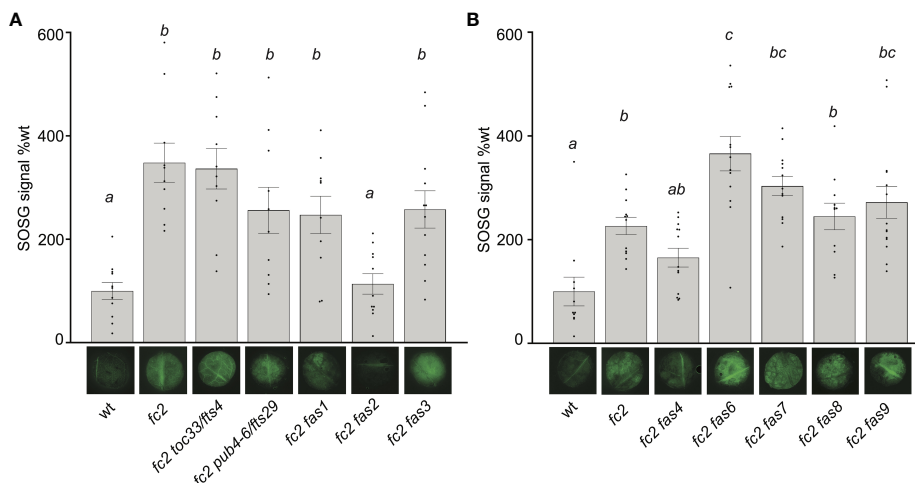 A
SOSG signal %wt
600
400
200
0
a
b
b
b
b
a
b
wt
fc2
fc2 toc33/fts4
fc2 pub4-6/fts29
fc2 fas1
fc2 fas2
fc2 fas3
B
SOSG signal %wt
600
400
200
0
a
b
ab
c
bc
b
bc
wt
fc2
fc2 fas4
fc2 fas6
fc2 fas7
fc2 fas8
fc2 fas9